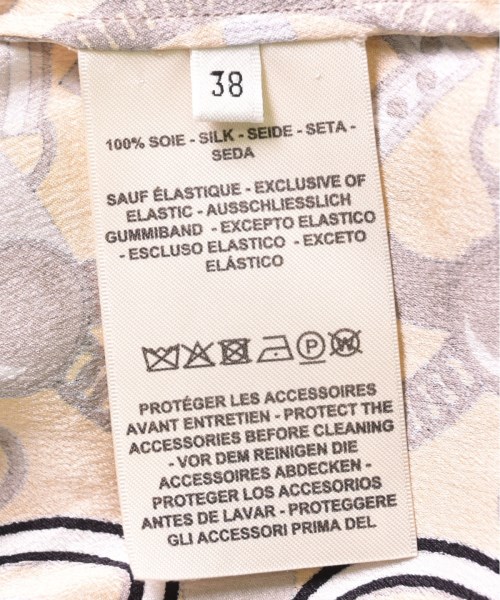 38
100% SOIE - SILK - SEIDE - SETA -
SEDA
SAUF ÉLASTIQUE - EXCLUSIVE OF
ELASTIC - AUSSCHLIESSLICH
GUMMIBAND - EXCEPTO ELASTICO
- ESCLUSO ELASTICO - EXCETO
ELÁSTICO
P
W
PROTÉGER LES ACCESSOIRES
AVANT ENTRETIEN - PROTECT THE
ACCESSORIES BEFORE CLEANING
- VOR DEM REINIGEN DIE
ACCESSOIRES ABDECKEN -
PROTEGER LOS ACCESORIOS
ANTES DE LAVAR - PROTEGGERE
GLI ACCESSORI PRIMA DEL